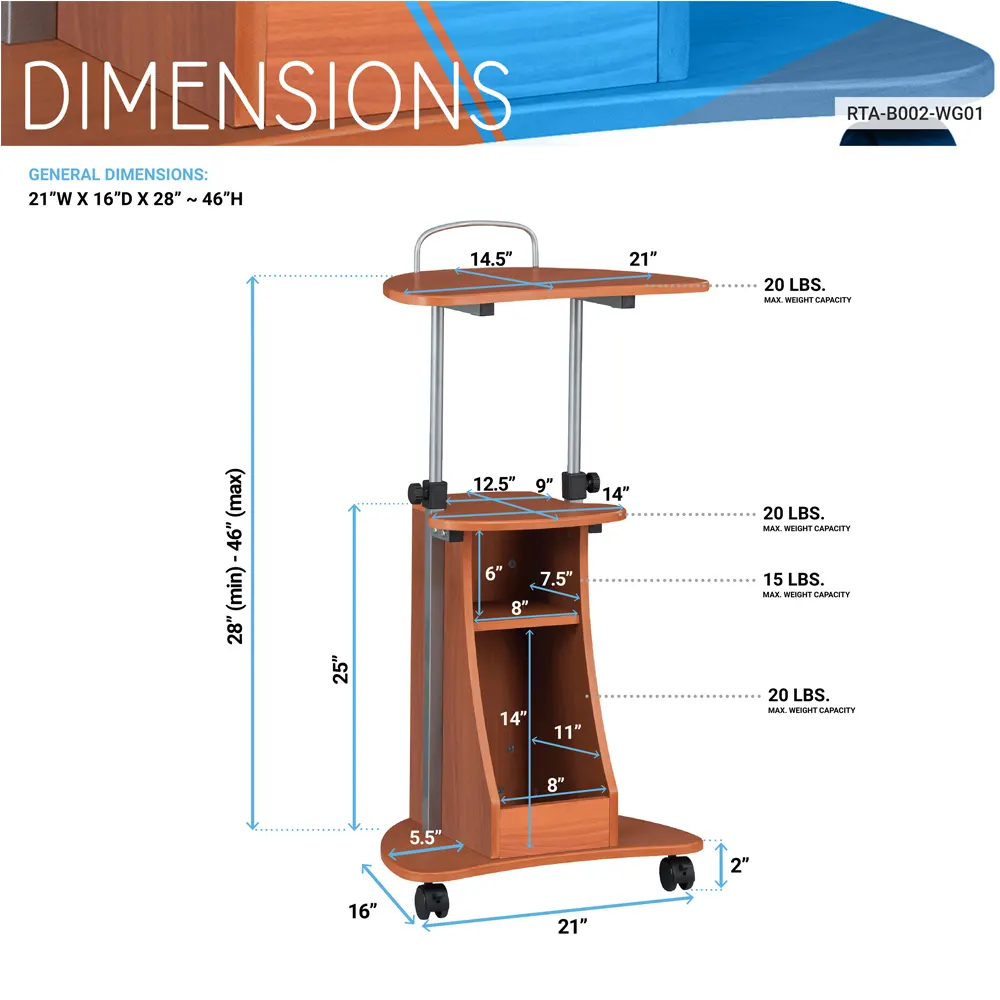 DIMENSIONS
RTA-B002-WG01
GENERAL DIMENSIONS:
21”W X 16”D X 28” ~ 46”H
14.5”
21”
20 LBS.
MAX. WEIGHT CAPACITY
28” (min) - 46” (max)
12.5”
9”
14”
20 LBS.
MAX. WEIGHT CAPACITY
6”
7.5”
15 LBS.
MAX. WEIGHT CAPACITY
8”
25”
20 LBS.
MAX. WEIGHT CAPACITY
14”
11”
8”
5.5”
2”
16”
21”